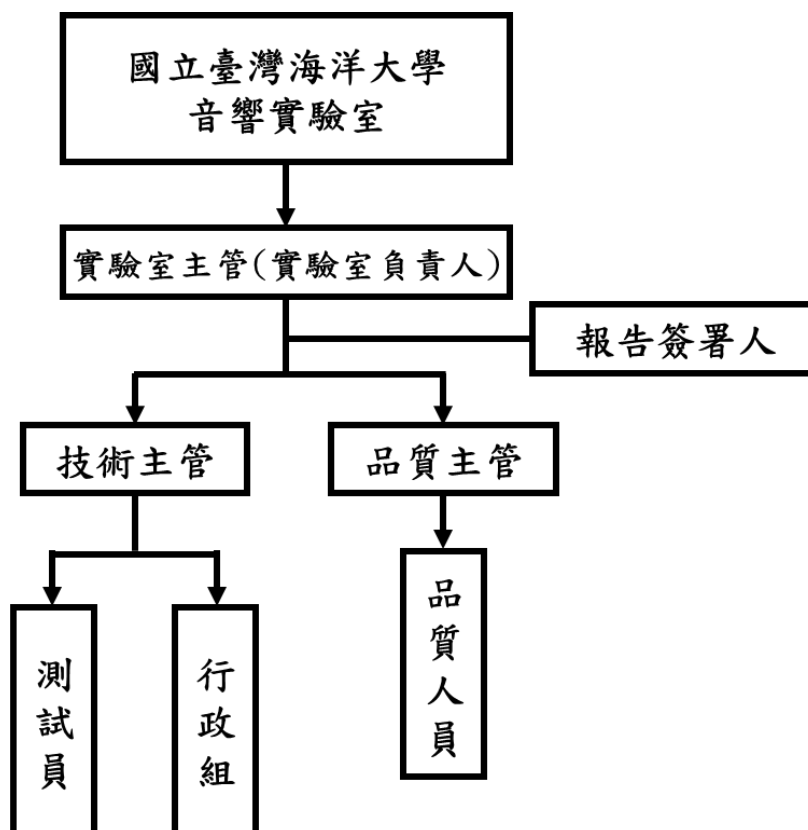 國立臺灣海洋大學
音響實驗室
實驗室主管(實驗室負責人)
報告簽署人
技術主管
品質主管
測試員
行政組
品質人員